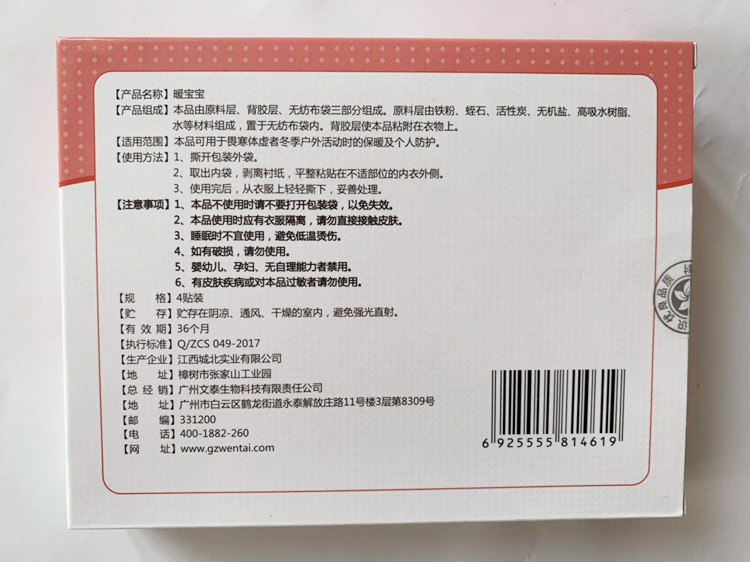 【产品名称】暖宝宝
【产品组成】本品由原料层、背胶层、无纺布袋三部分组成。原料层由铁粉、蛭石、活性炭、无机盐、高吸水树脂、
水等材料组成，置于无纺布袋内。背胶层使本品粘附在衣物上。
【适用范围】本品可用于畏寒体虚者冬季户外活动时的保暖及个人防护。
【使用方法】1、撕开包装外袋。
2、取出内袋，剥离衬纸，平整粘贴在不适部位的内衣外侧。
3、使用完后，从衣服上轻轻撕下，妥善处理。
【注意事项】1、本品不使用时请不要打开包装袋，以免失效。
2、本品使用时应有衣服隔离，请勿直接接触皮肤。
3、睡眠时不宜使用，避免低温烫伤。
4、如有破损，请勿使用。
5、婴幼儿、孕妇、无自理能力者禁用。
6、有皮肤疾病或对本品过敏者请勿使用。
【规 格】4贴装
【贮 存】贮存在阴凉、通风、干燥的室内，避免强光直射。
【有 效 期】36个月
【执行标准】Q/ZCS 049-2017
【生产企业】江西城北实业有限公司
【地 址】樟树市张家山工业园
【总 经 销】广州文泰生物科技有限责任公司
【地 址】广州市白云区鹤龙街道永泰解放庄路11号楼3层第8309号
【邮 编】331200
【电 话】400-1882-260
【网 址】www.gzwentai.com
6 925555 814619
优良品质